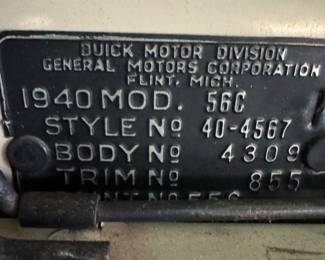 BUICK MOTOR DIVISION
GENERAL MOTORS CORPORATION
FLINT, MICH.
1940 MOD. 56C
STYLE No 40-4567
BODY No 4309
TRIM No 855
No